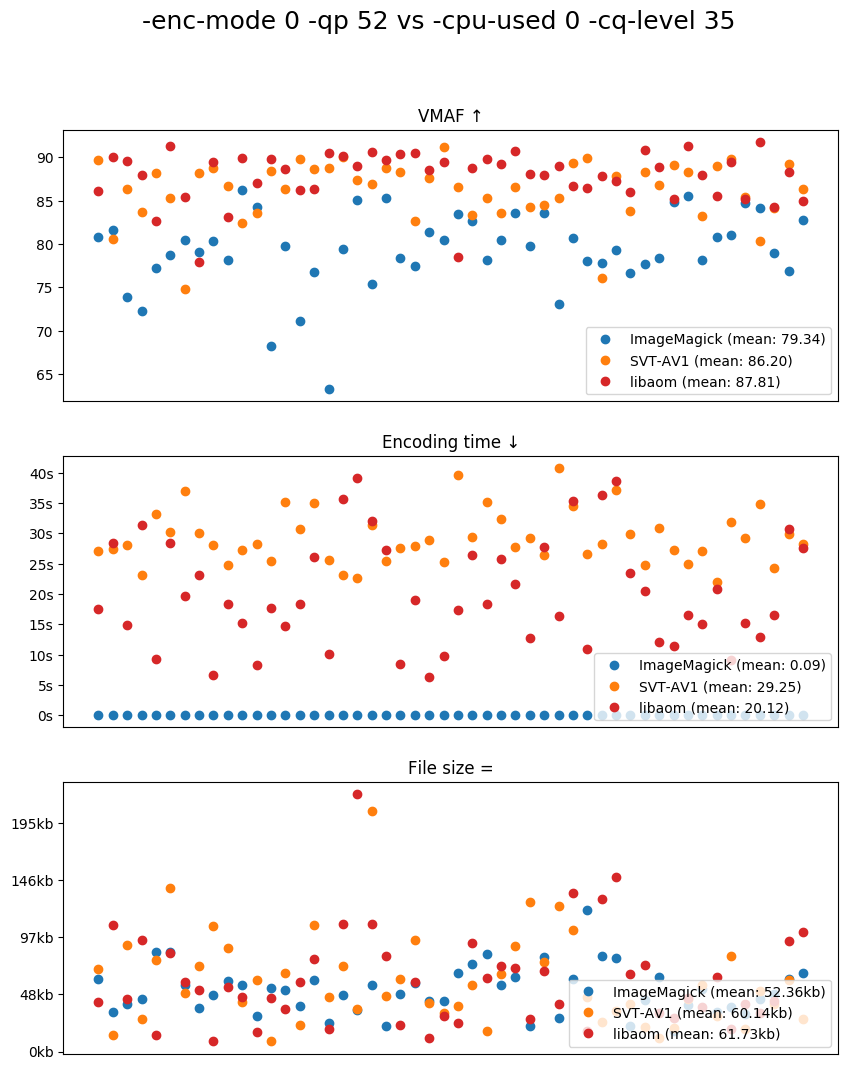 -enc-mode 0 -qp 52 vs -cpu-used 0 -cq-level 35
VMAF ↑
90
85
80
75
70
65
ImageMagick (mean: 79.34)
SVT-AV1 (mean: 86.20)
libaom (mean: 87.81)
Encoding time ↓
40s
35s
30s
25s
20s
15s
10s
5s
0s
ImageMagick (mean: 0.09)
SVT-AV1 (mean: 29.25)
libaom (mean: 20.12)
File size =
195kb
146kb
97kb
48kb
0kb
ImageMagick (mean: 52.36kb)
SVT-AV1 (mean: 60.14kb)
libaom (mean: 61.73kb)